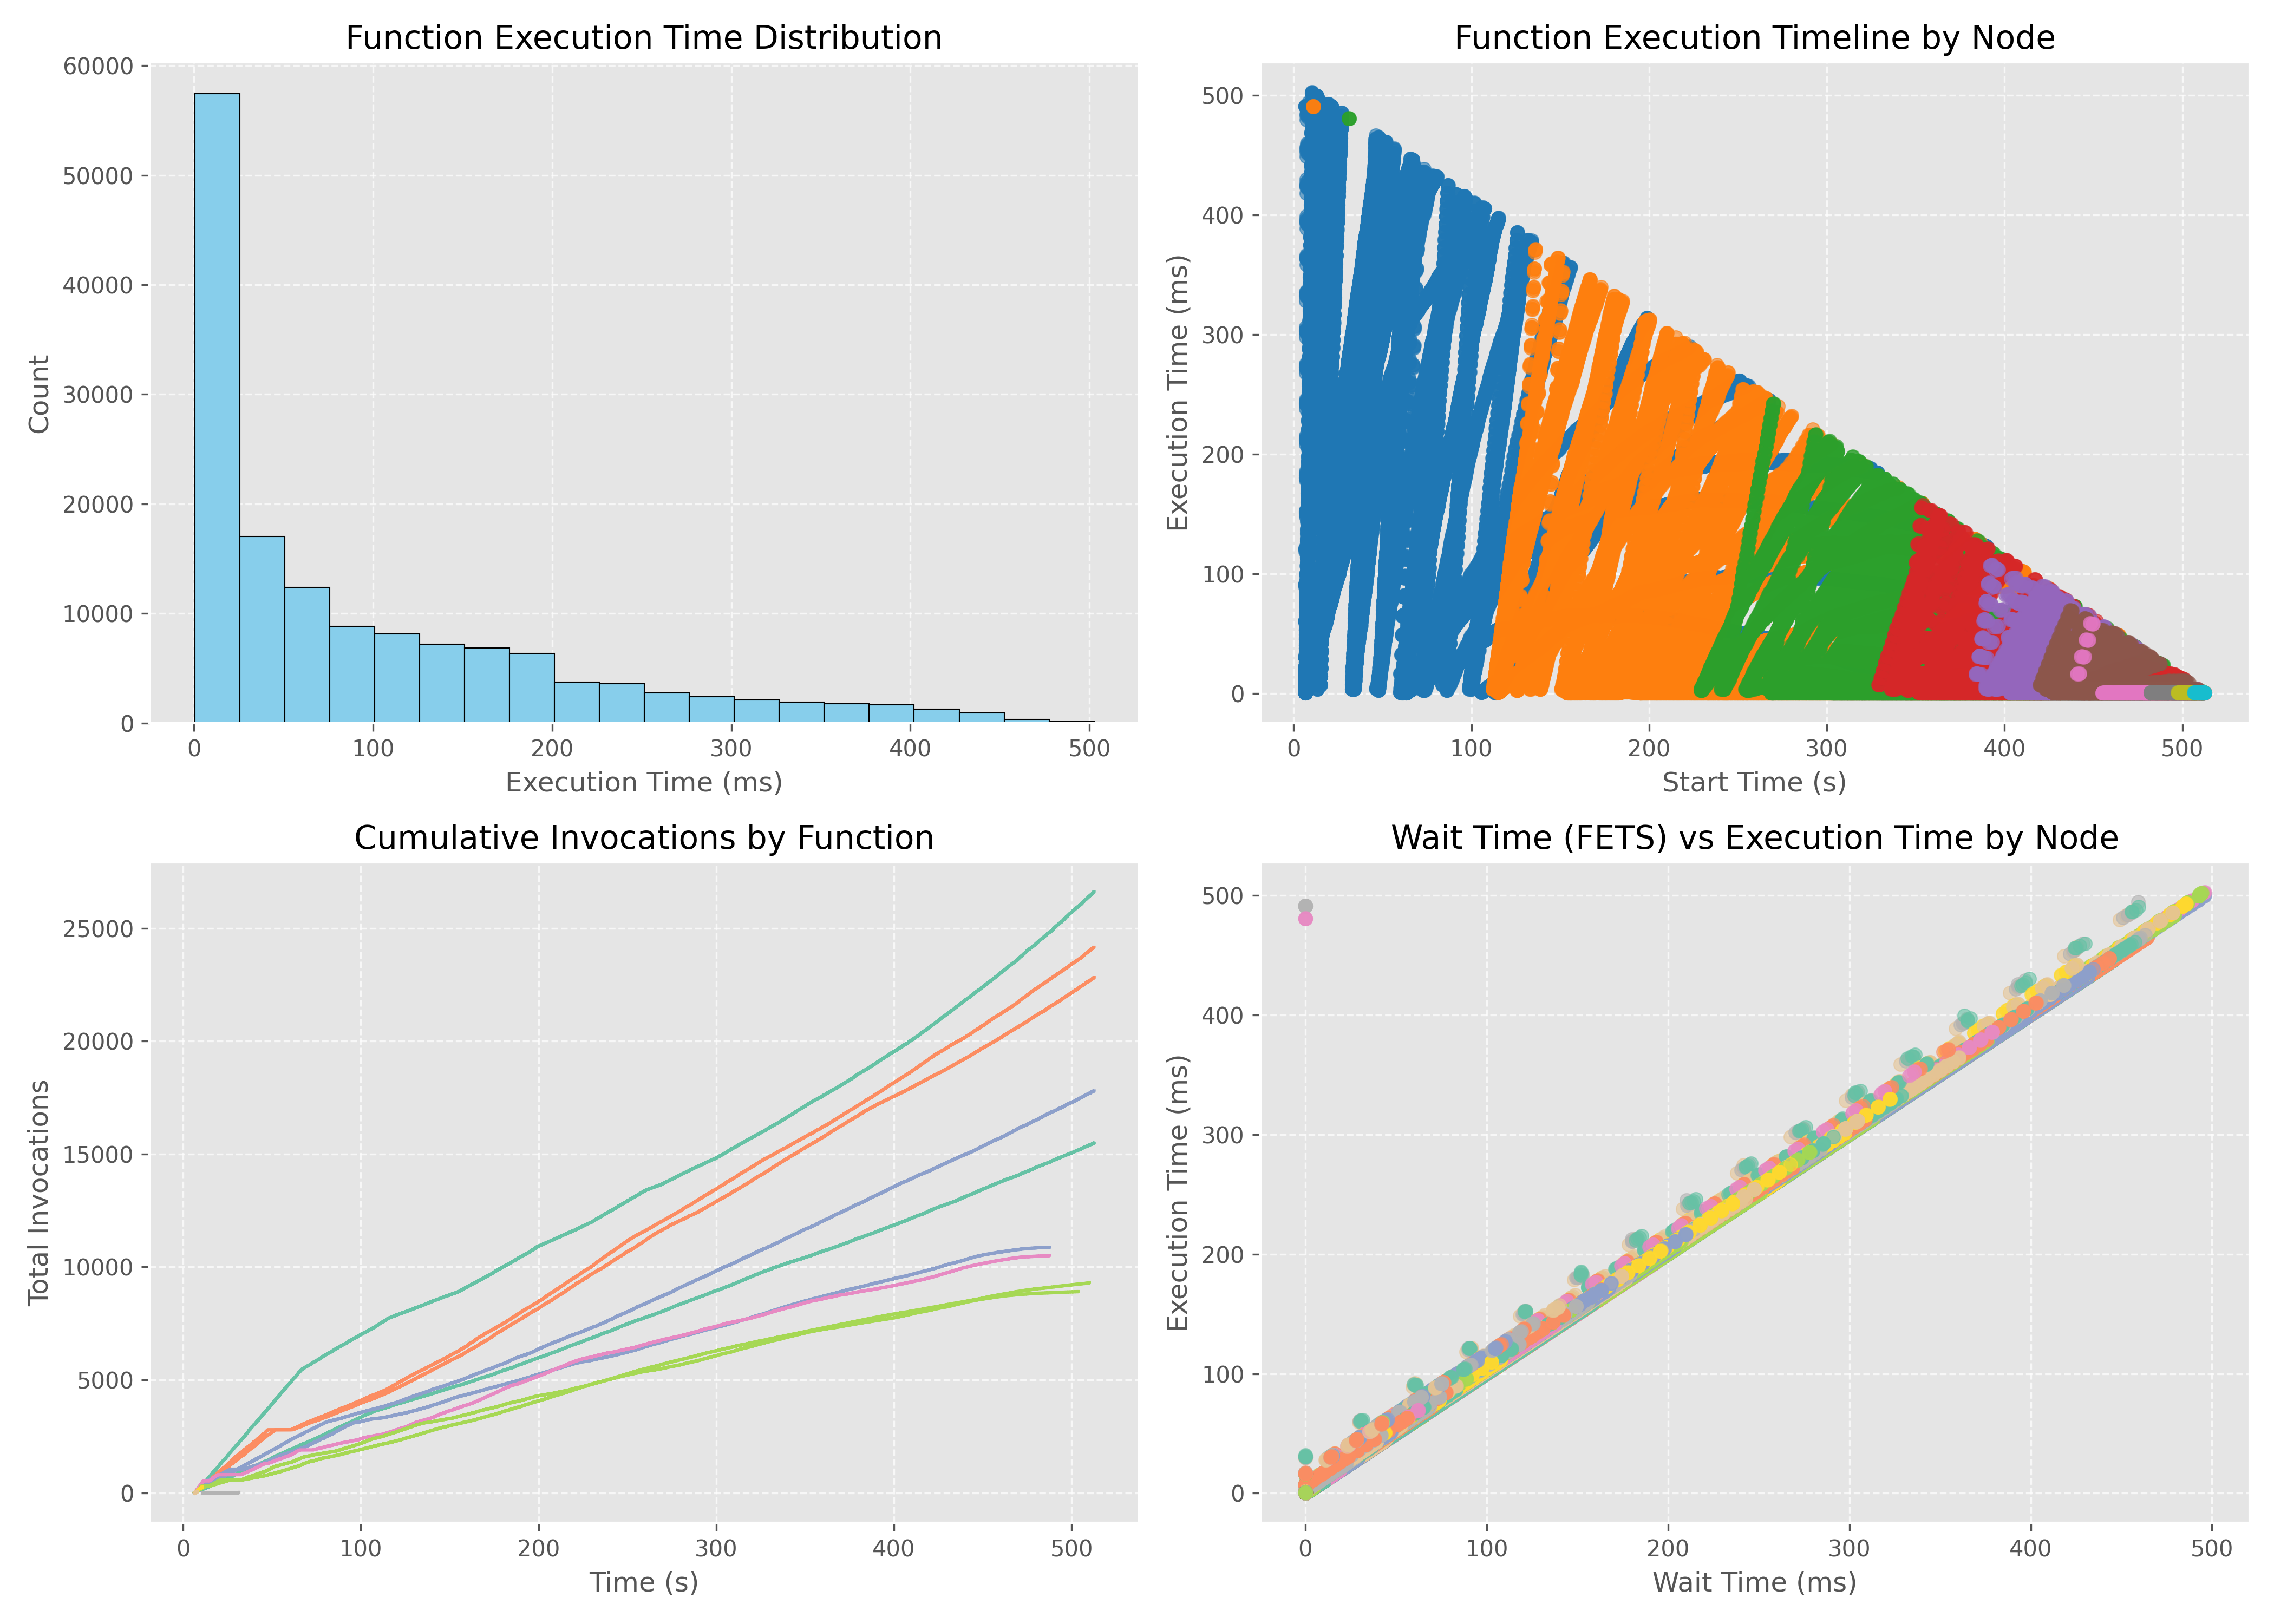 Function Execution Time Distribution
60000
50000
40000
30000
20000
10000
0
Count
0 100 200 300 400 500
Execution Time (ms)
Function Execution Timeline by Node
500
400
300
200
100
0
Execution Time (ms)
0 100 200 300 400 500
Start Time (s)
Cumulative Invocations by Function
25000
20000
15000
10000
5000
0
Total Invocations
0 100 200 300 400 500
Time (s)
Wait Time (FETS) vs Execution Time by Node
500
400
300
200
100
0
Execution Time (ms)
0 100 200 300 400 500
Wait Time (ms)